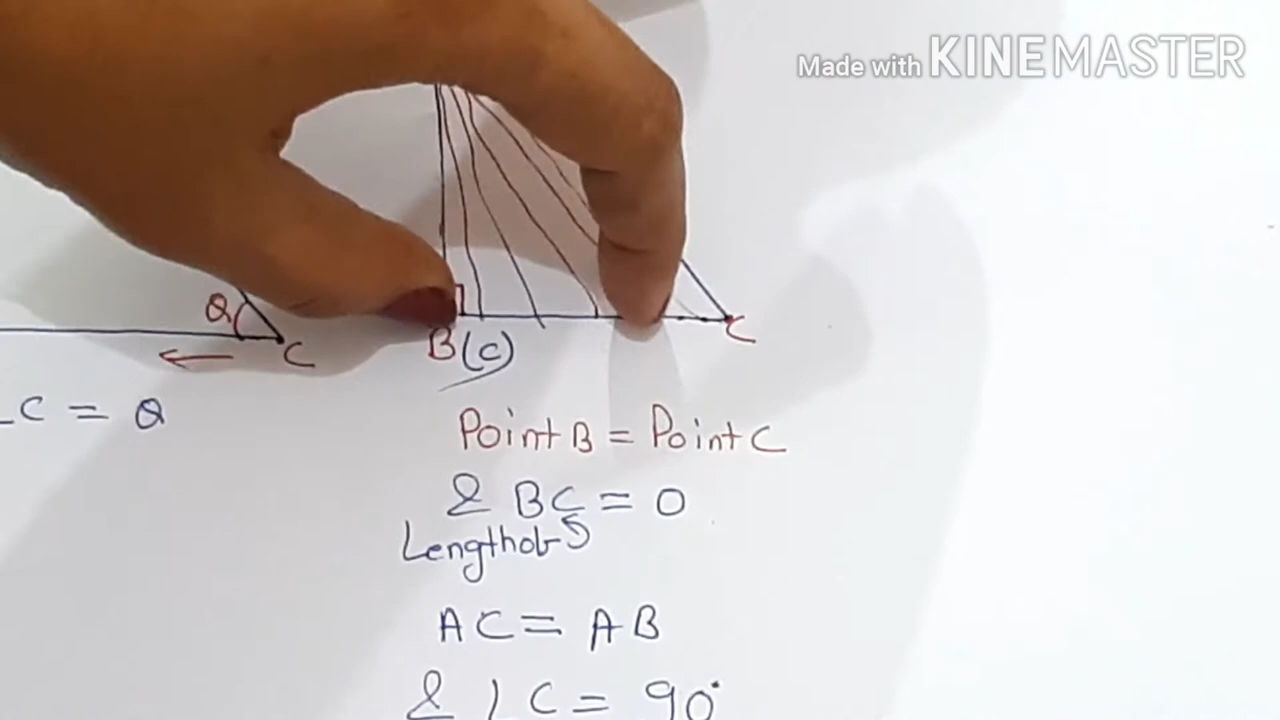 Made with KINEMASTER
Q
C
B(C)
C
∠C = Q
Point B = Point C
& BC = 0
Length of
AC = AB
& ∠C = 90°